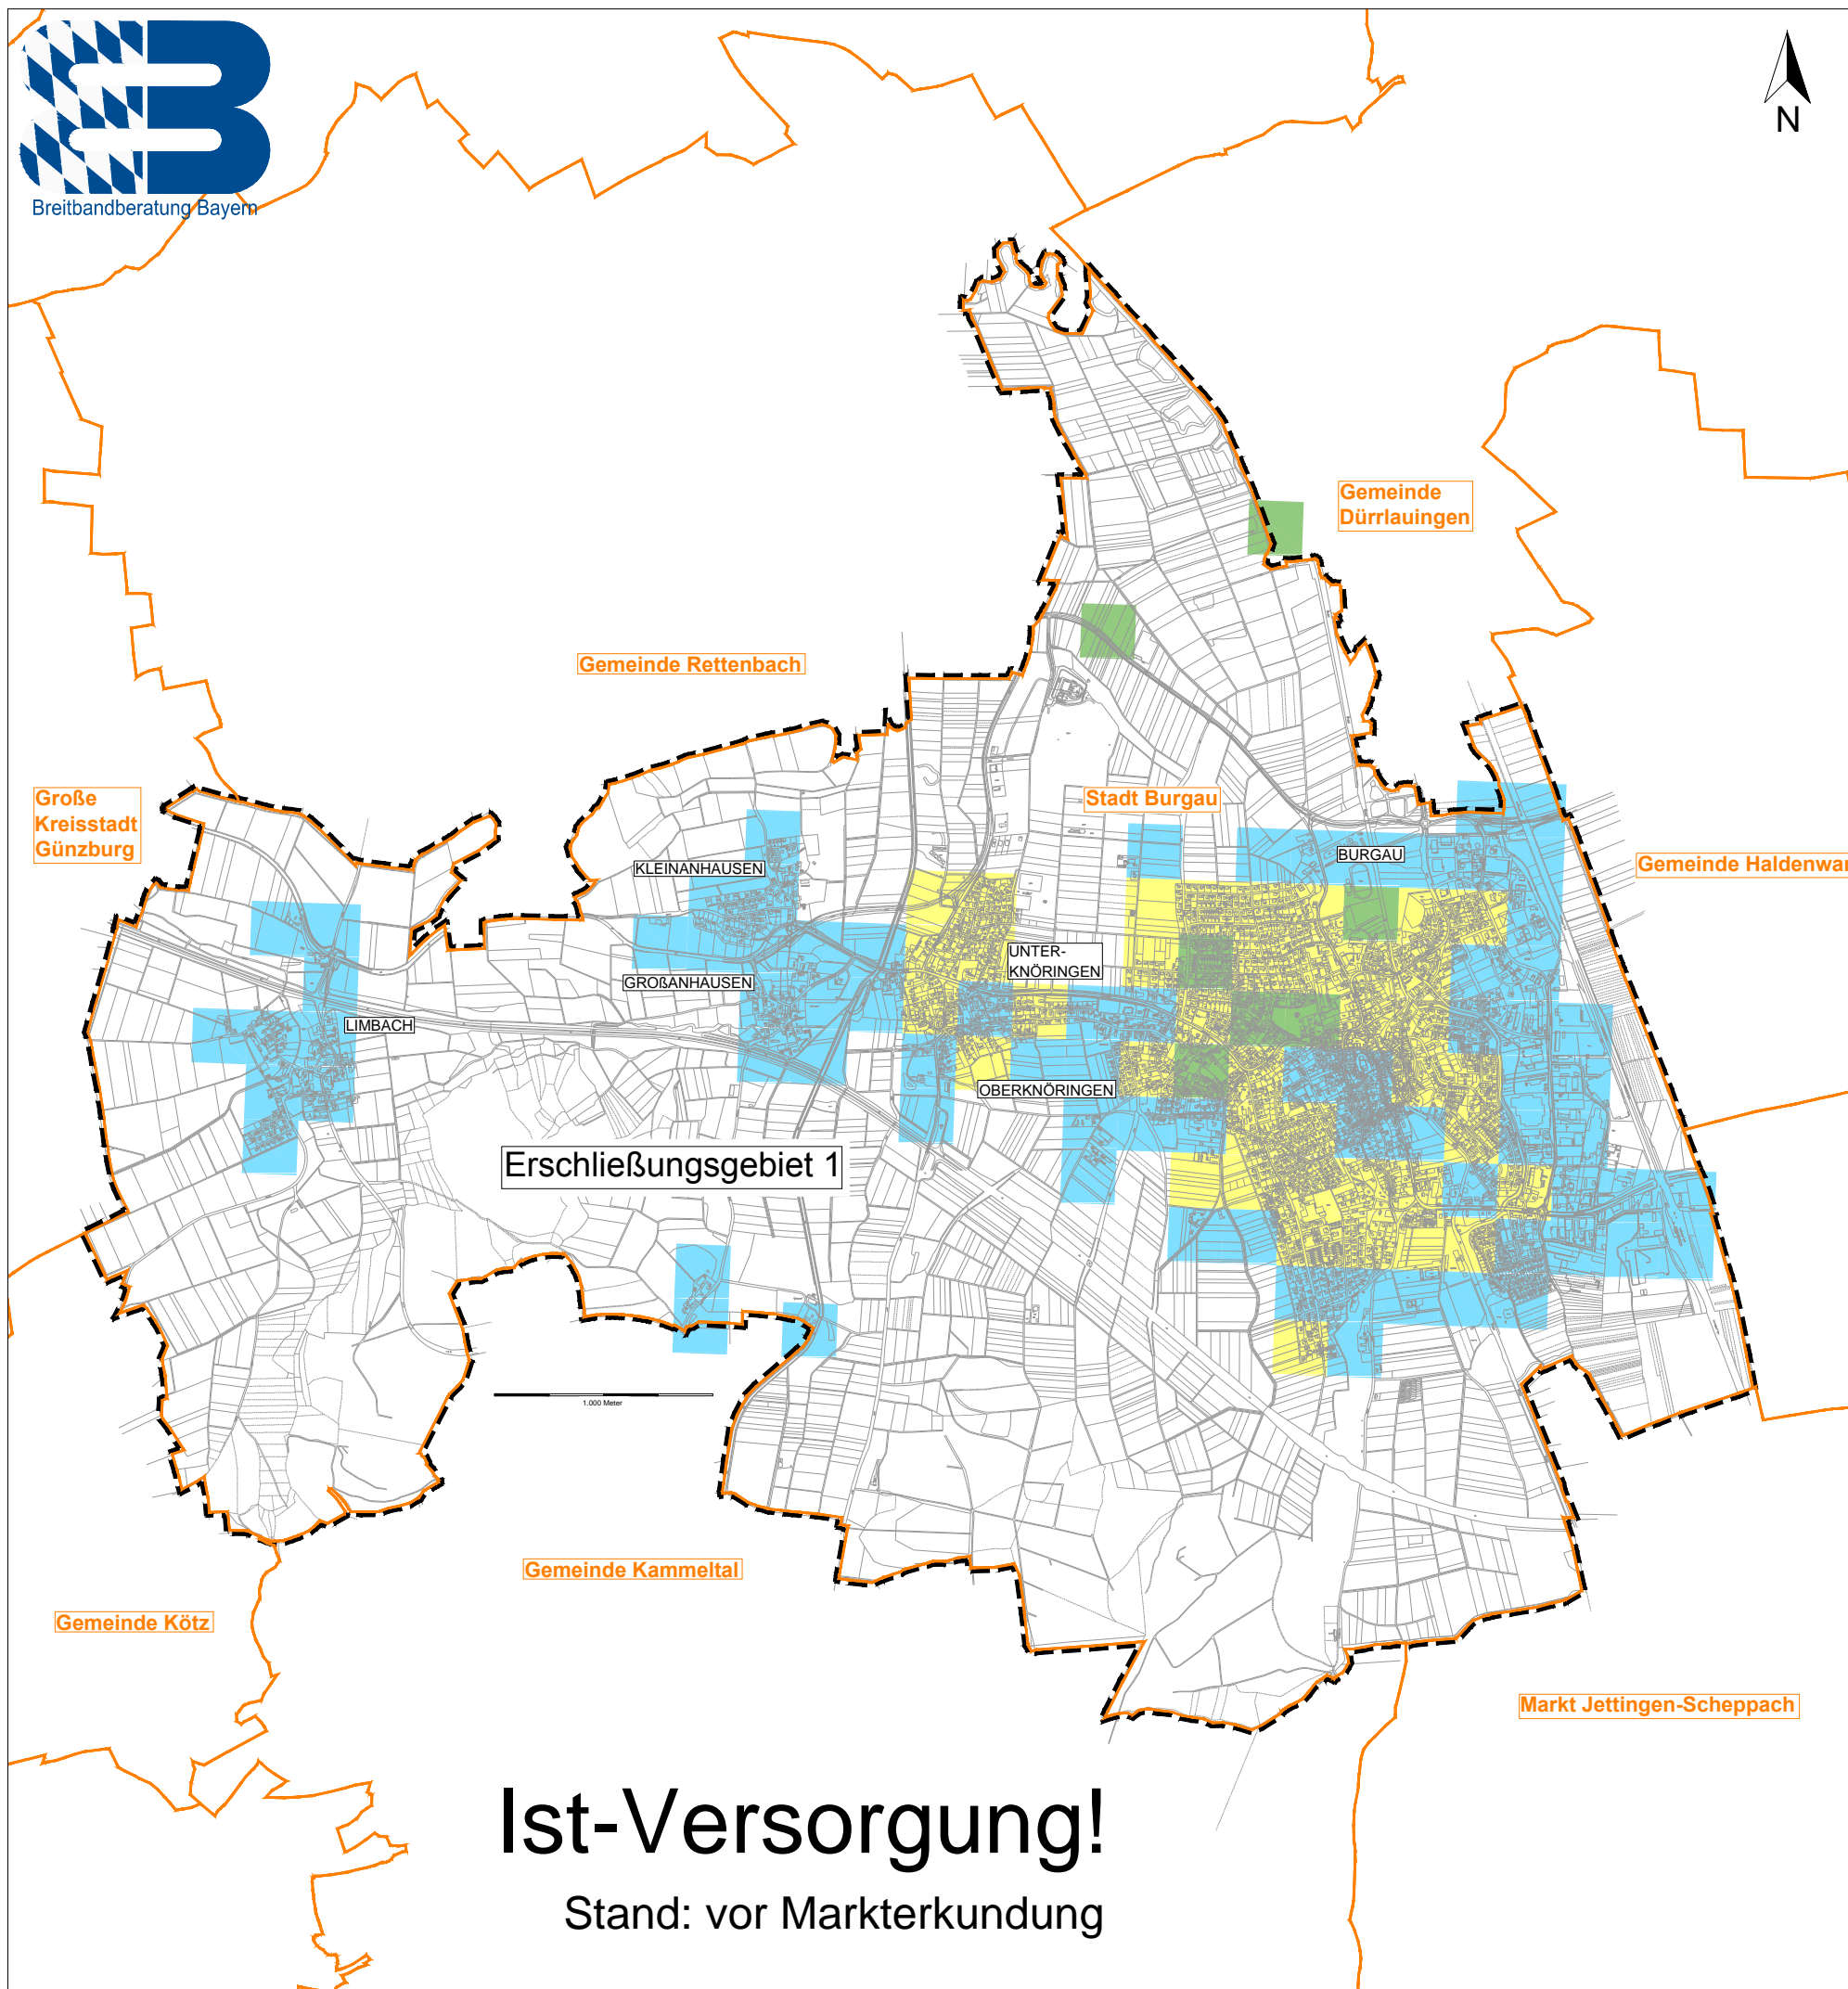 Breitbandberatung Bayern
N
Gemeinde
Dürrlauingen
Gemeinde Rettenbach
Große
Kreisstadt
Günzburg
Stadt Burgau
BURGAU
KLEINANHAUSEN
Gemeinde Haldenwan
UNTER-
KNÖRINGEN
GROßANHAUSEN
LIMBACH
OBERKNÖRINGEN
Erschließungsgebiet 1
1.000 Meter
Gemeinde Kammeltal
Gemeinde Kötz
Markt Jettingen-Scheppach
Ist-Versorgung!
Stand: vor Markterkundung